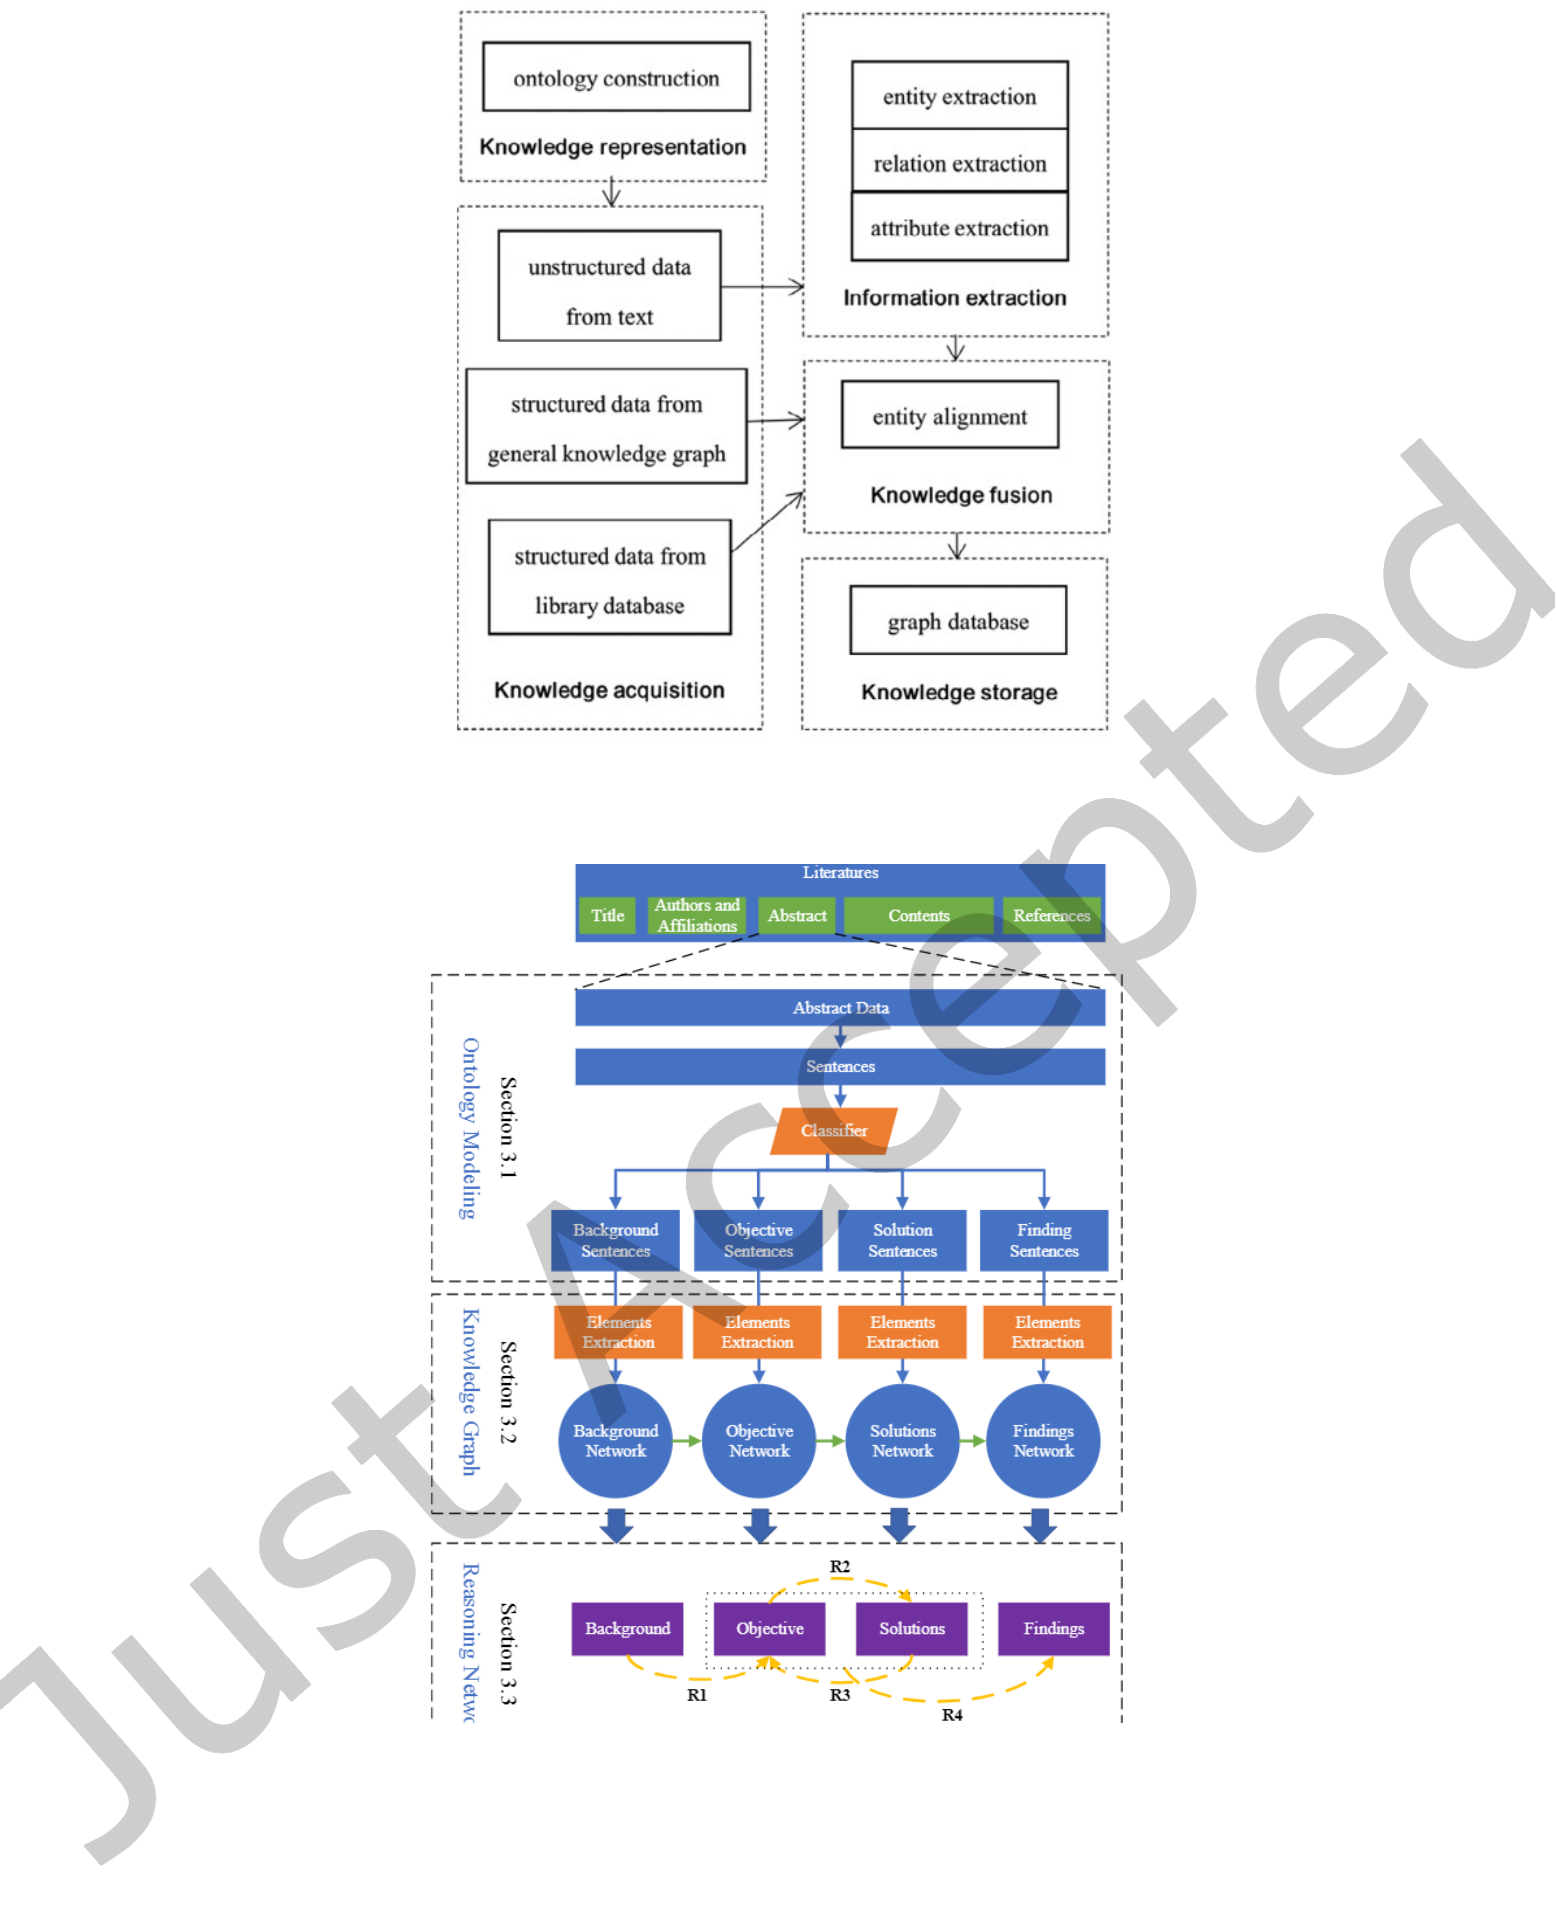 ontology construction
Knowledge representation
unstructured data
from text
structured data from
general knowledge graph
structured data from
library database
Knowledge acquisition
entity extraction
relation extraction
attribute extraction
Information extraction
entity alignment
Knowledge fusion
graph database
Knowledge storage
Literatures
Title
Authors and
Affiliations
Abstract
Contents
References
Section 3.1
Ontology Modeling
Abstract Data
Sentences
Classifier
Background
Sentences
Objective
Sentences
Solution
Sentences
Finding
Sentences
Section 3.2
Knowledge Graph
Elements
Extraction
Elements
Extraction
Elements
Extraction
Elements
Extraction
Background
Network
Objective
Network
Solutions
Network
Findings
Network
Section 3.3
Reasoning
R2
Background
Objective
Solutions
Findings
R1
R3
R4
Just Accepted